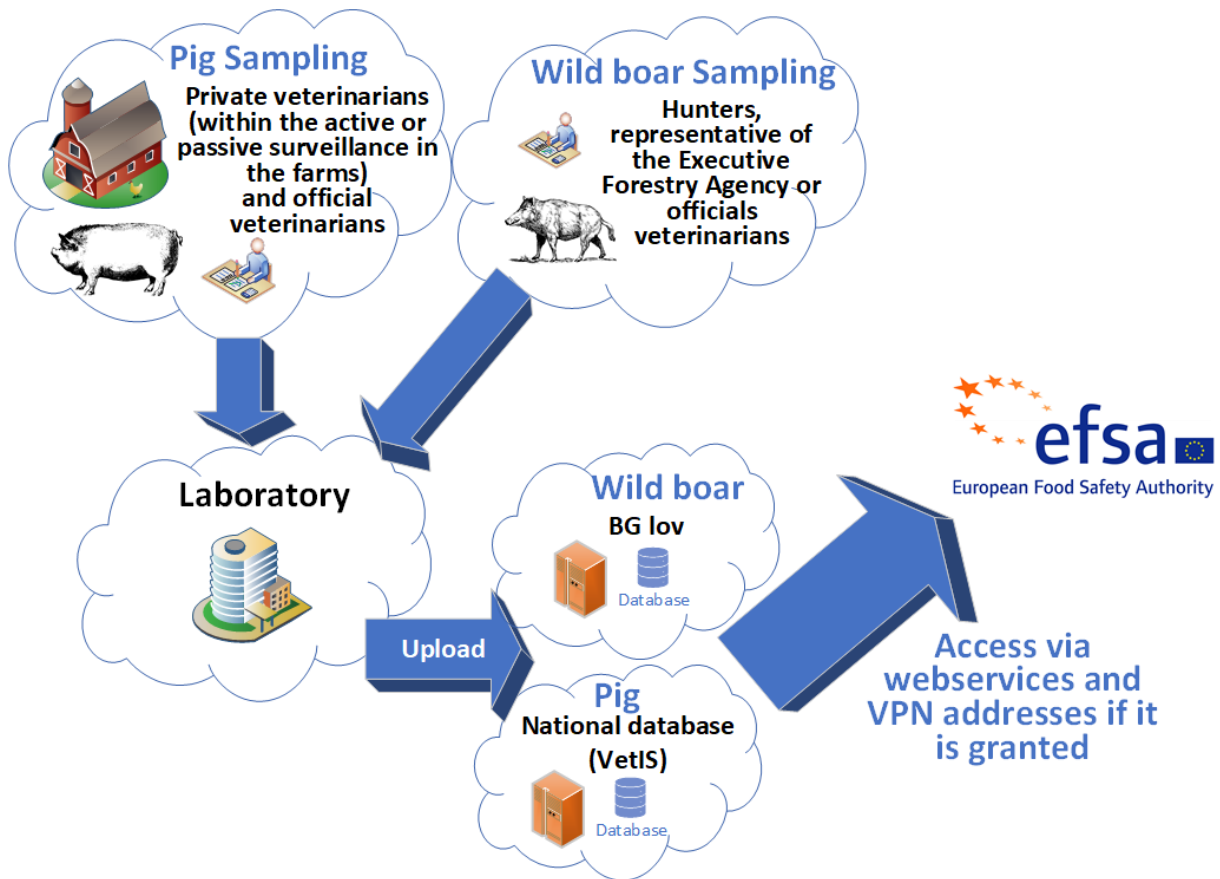 Pig Sampling
Private veterinarians
(within the active or
passive surveillance in
the farms)
and official
veterinarians
Wild boar Sampling
Hunters,
representative of
the Executive
Forestry Agency or
officials
veterinarians
Laboratory
Upload
Wild boar
BG lov
Database
Pig
National database
(VetIS)
Database
efsa
European Food Safety Authority
Access via
webservices and
VPN addresses if it
is granted